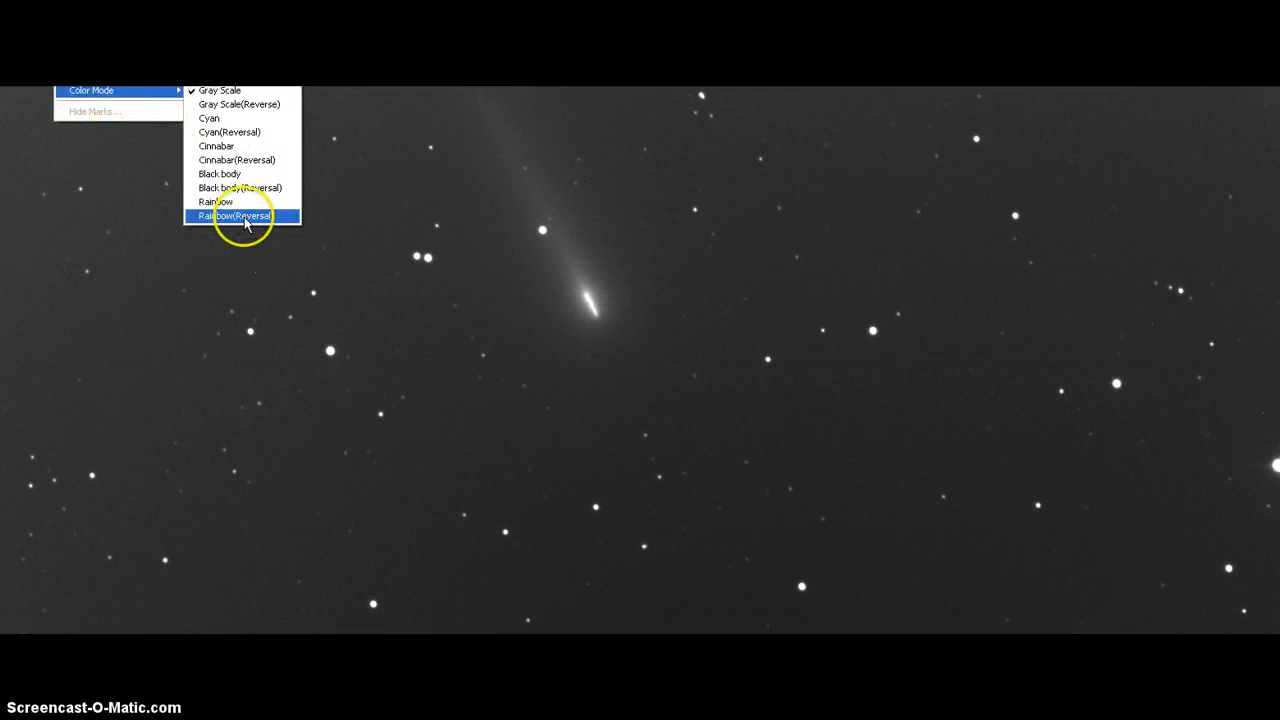 Color Mode
Hide Marks...
Gray Scale
Gray Scale(Reverse)
Cyan
Cyan(Reversal)
Cinnabar
Cinnabar(Reversal)
Black body
Black body(Reversal)
Rainbow
Rainbow(Reversal)
Screencast-O-Matic.com